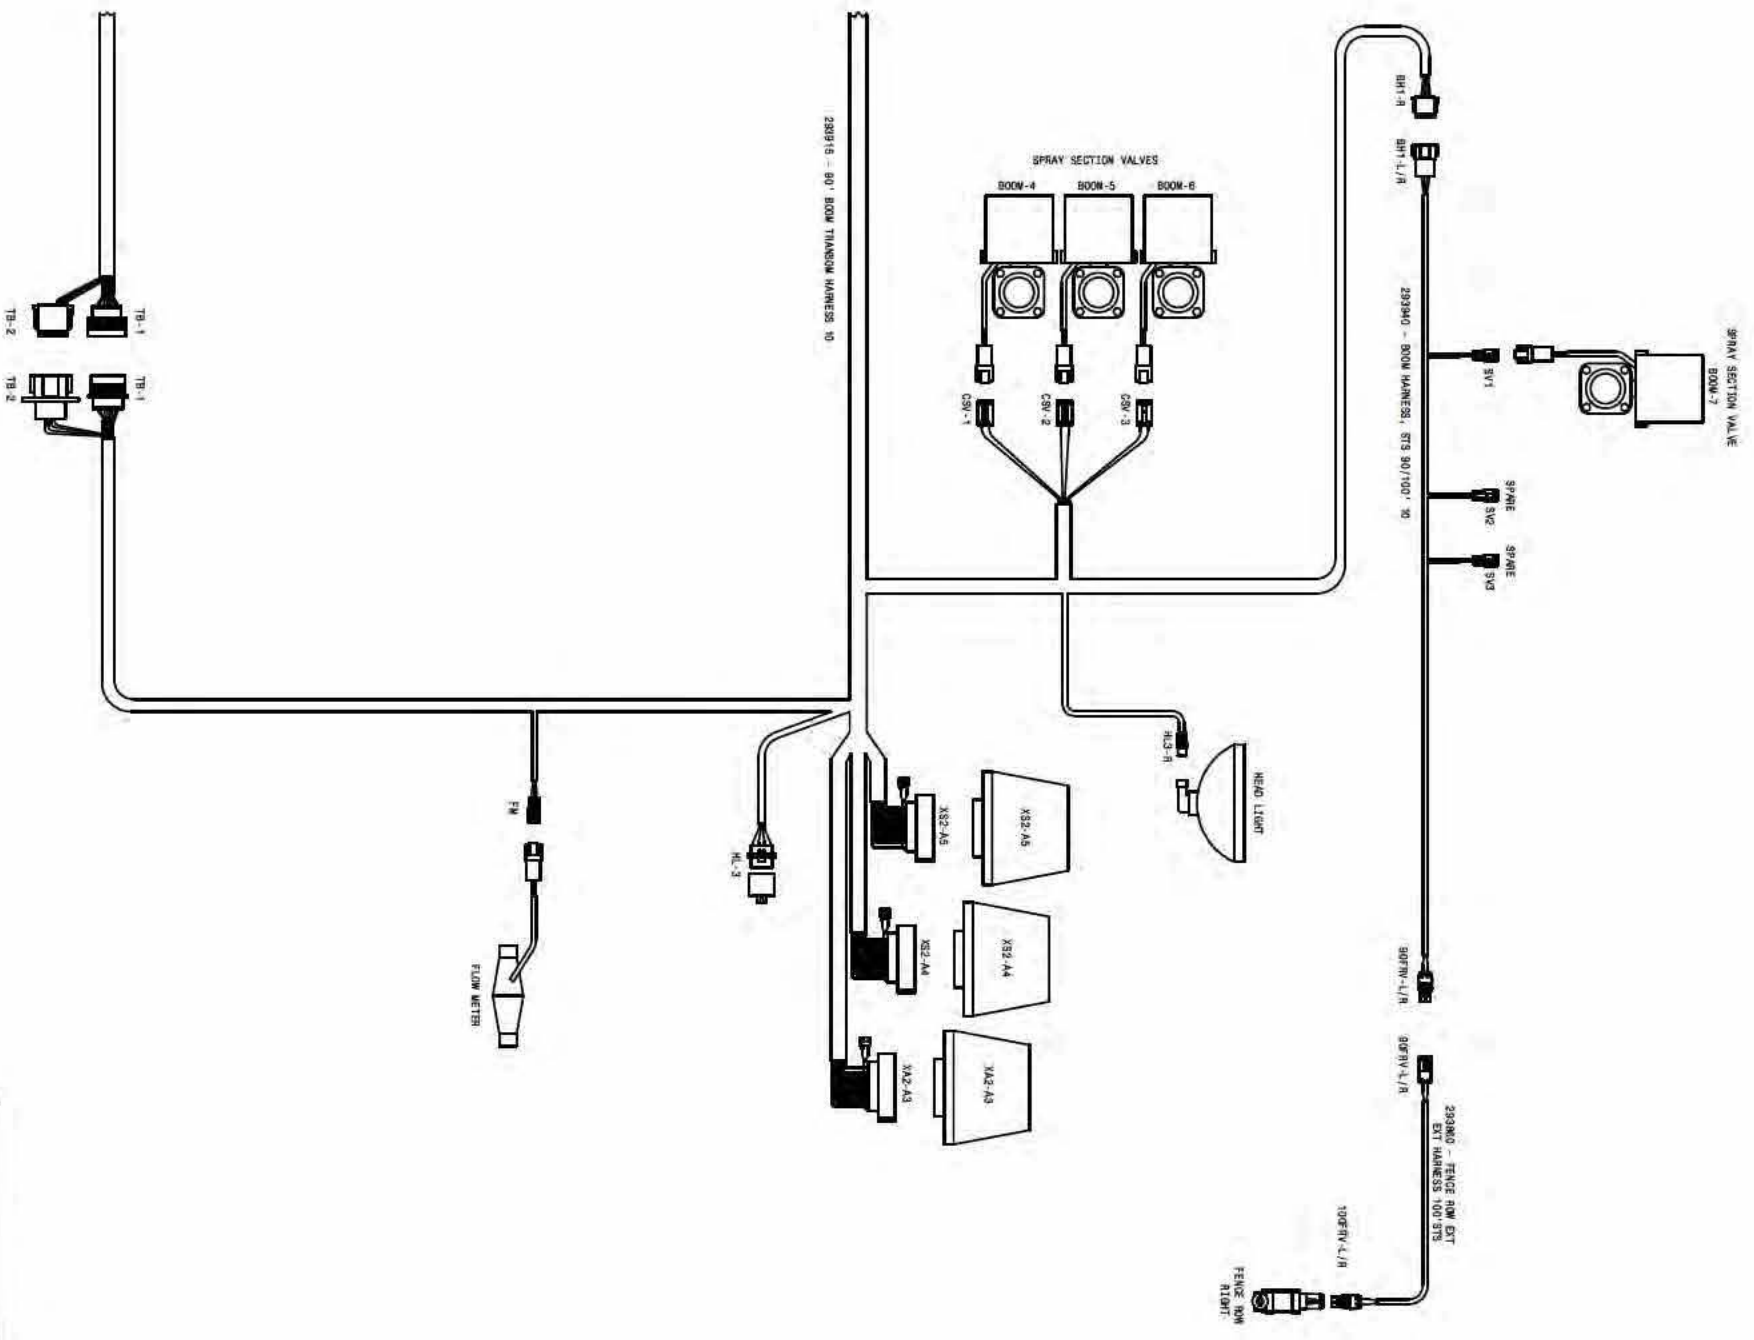 BH1-R
BH1-L/R
293940 - BOOM HARNESS, STS 90/100' 10
SPRAY SECTION VALVE
BOOM-7
SV1
SPARE
SV2
SPARE
SV3
SPRAY SECTION VALVES
BOOM-4
BOOM-5
BOOM-6
CSV-1
CSV-2
CSV-3
293915 - 90' BOOM TRANBOM HARNESS 10
TB-1
TB-2
TB-1
TB-2
HL3-R
HEAD LIGHT
FM
FLOW METER
HL-3
XS2-A5
XS2-A5
XS2-A4
XS2-A4
XA2-A3
XA2-A3
90FRV-L/R
90FRV-L/R
293860 - FENCE ROW EXT
EXT HARNESS 100'STS
100FRV-L/R
FENCE ROW
RIGHT